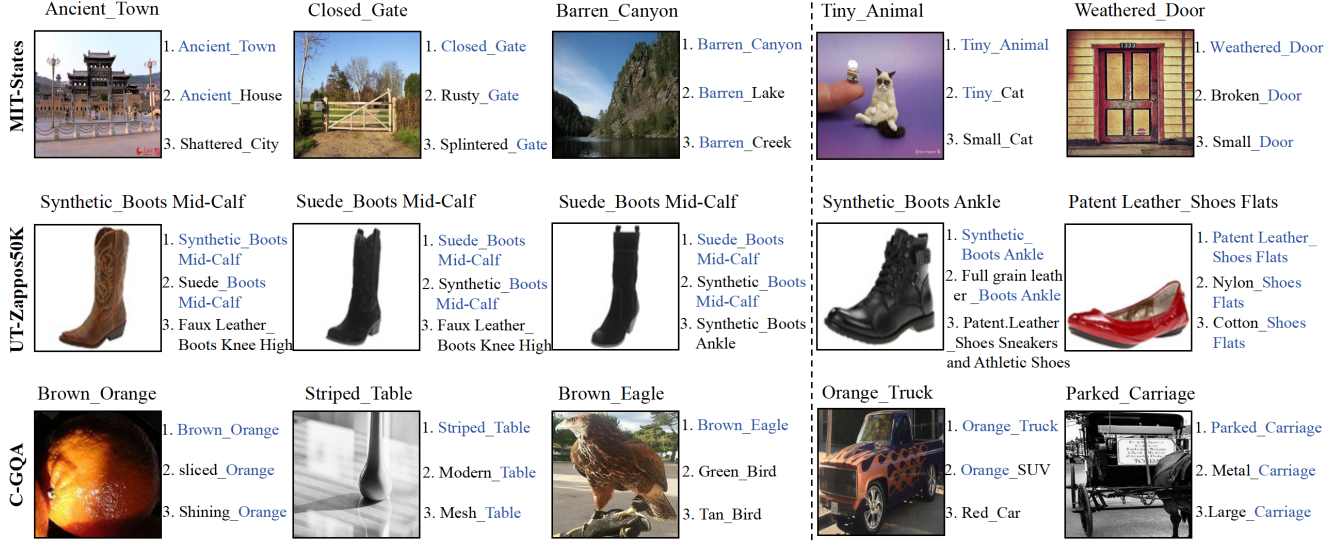 Ancient_Town
Closed_Gate
Barren_Canyon
Tiny_Animal
Weathered_Door
MIT-States
1. Ancient_Town
2. Ancient_House
3. Shattered_City
1. Closed_Gate
2. Rusty_Gate
3. Splintered_Gate
1. Barren_Canyon
2. Barren_Lake
3. Barren_Creek
1. Tiny_Animal
2. Tiny_Cat
3. Small_Cat
1323
1. Weathered_Door
2. Broken_Door
3. Small_Door
Synthetic_Boots Mid-Calf
Suede_Boots Mid-Calf
Suede_Boots Mid-Calf
Synthetic_Boots Ankle
Patent Leather_Shoes Flats
UT-Zappos50K
1. Synthetic_Boots
Mid-Calf
2. Suede_Boots
Mid-Calf
3. Faux Leather_
Boots Knee High
1. Suede_Boots
Mid-Calf
2. Synthetic_Boots
Mid-Calf
3. Faux Leather_
Boots Knee High
1. Suede_Boots
Mid-Calf
2. Synthetic_Boots
Mid-Calf
3. Synthetic_Boots
Ankle
1. Synthetic_
Boots Ankle
2. Full grain leath
er_Boots Ankle
3. Patent.Leather
_Shoes Sneakers
and Athletic Shoes
1. Patent Leather_
Shoes Flats
2. Nylon_Shoes
Flats
3. Cotton_Shoes
Flats
Brown_Orange
Striped_Table
Brown_Eagle
Orange_Truck
Parked_Carriage
C-GQA
1. Brown_Orange
2. sliced_Orange
3. Shining_Orange
1. Striped_Table
2. Modern_Table
3. Mesh_Table
1. Brown_Eagle
2. Green_Bird
3. Tan_Bird
1. Orange_Truck
2. Orange_SUV
3. Red_Car
1. Parked_Carriage
2. Metal_Carriage
3.Large_Carriage